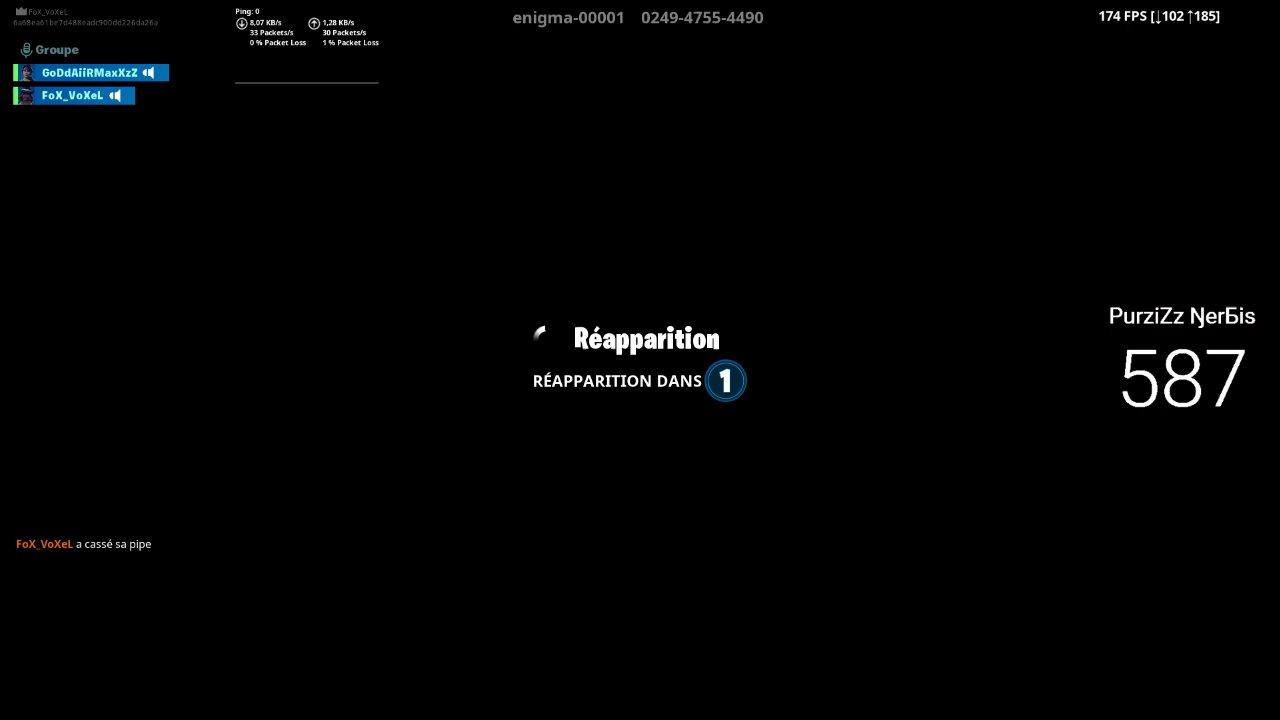 FoX_VoXeL
6a68ea61be7d488eadc900dd226da26a
Groupe
GoDdAiiRMaxXzZ
FoX_VoXeL
Ping: 0
8,07 KB/s 1,28 KB/s
33 Packets/s 30 Packets/s
0 % Packet Loss 1 % Packet Loss
enigma-00001 0249-4755-4490
174 FPS [↓102 ↑185]
PurziZz ŊerƂis
587
Réapparition
RÉAPPARITION DANS 1
FoX_VoXeL a cassé sa pipe